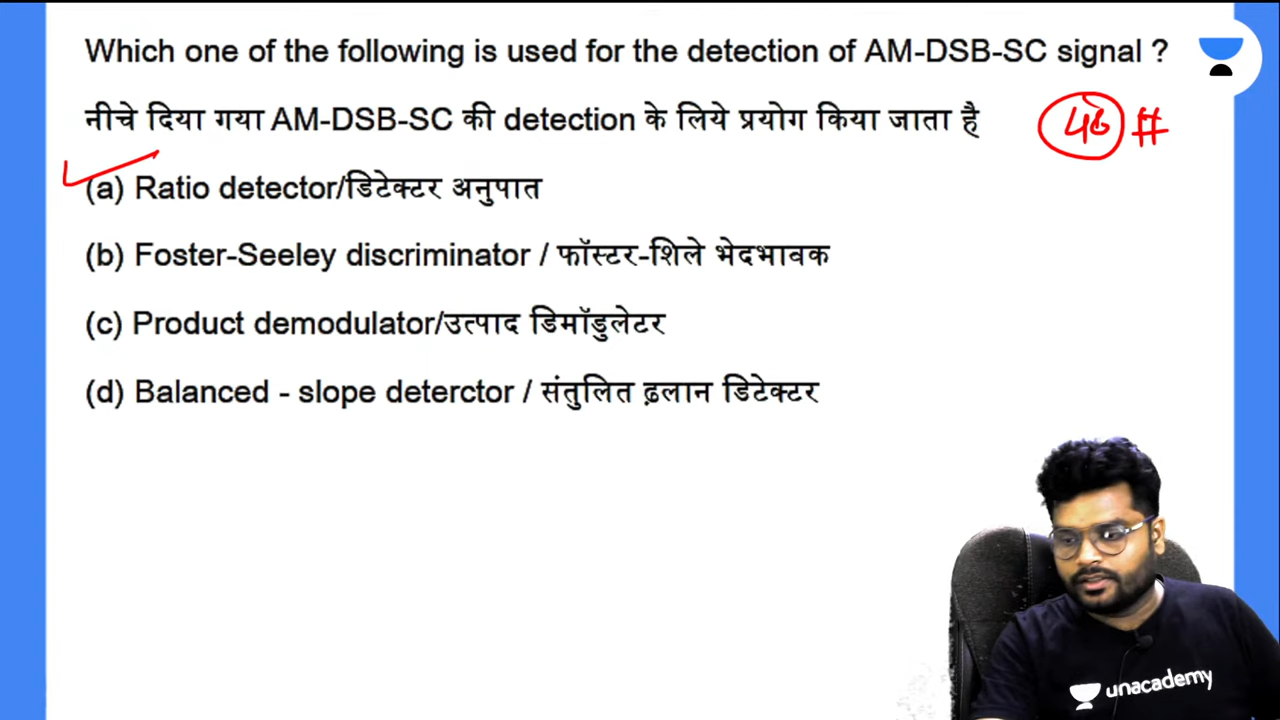 Which one of the following is used for the detection of AM-DSB-SC signal ?
नीचे दिया गया AM-DSB-SC की detection के लिये प्रयोग किया जाता है
(a) Ratio detector/डिटेक्टर अनुपात
(b) Foster-Seeley discriminator / फॉस्टर-शिले भेदभावक
(c) Product demodulator/उत्पाद डिमॉडुलेटर
(d) Balanced - slope deterctor / संतुलित ढ़लान डिटेक्टर
unacademy